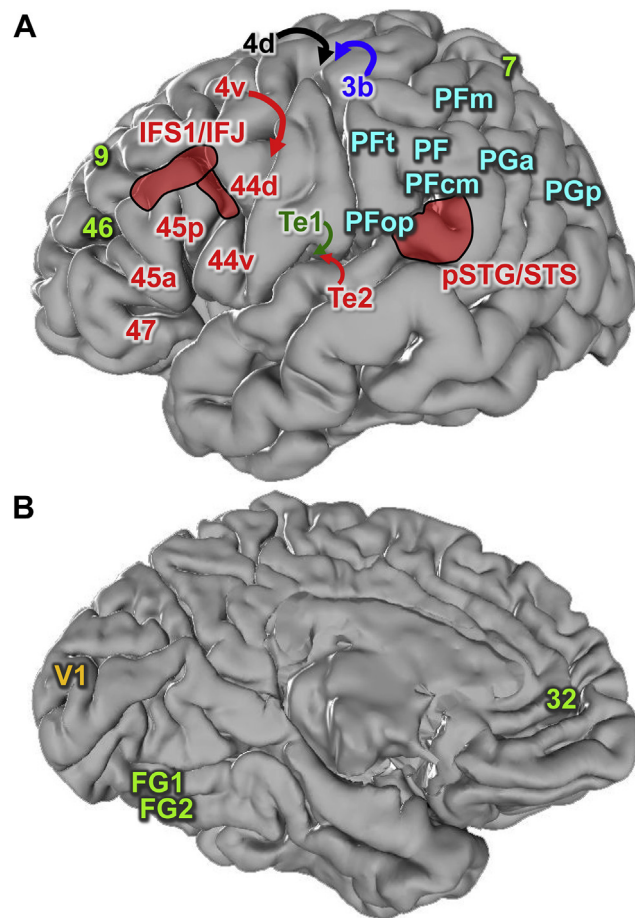 A
4d
7
4v
3b
PFm
IFS1/IFJ
PFt
PF
PGa
9
44d
PFcm
PGp
46
45p
Te1
PFop
45a
44v
Te2
pSTG/STS
47
B
V1
32
FG1
FG2